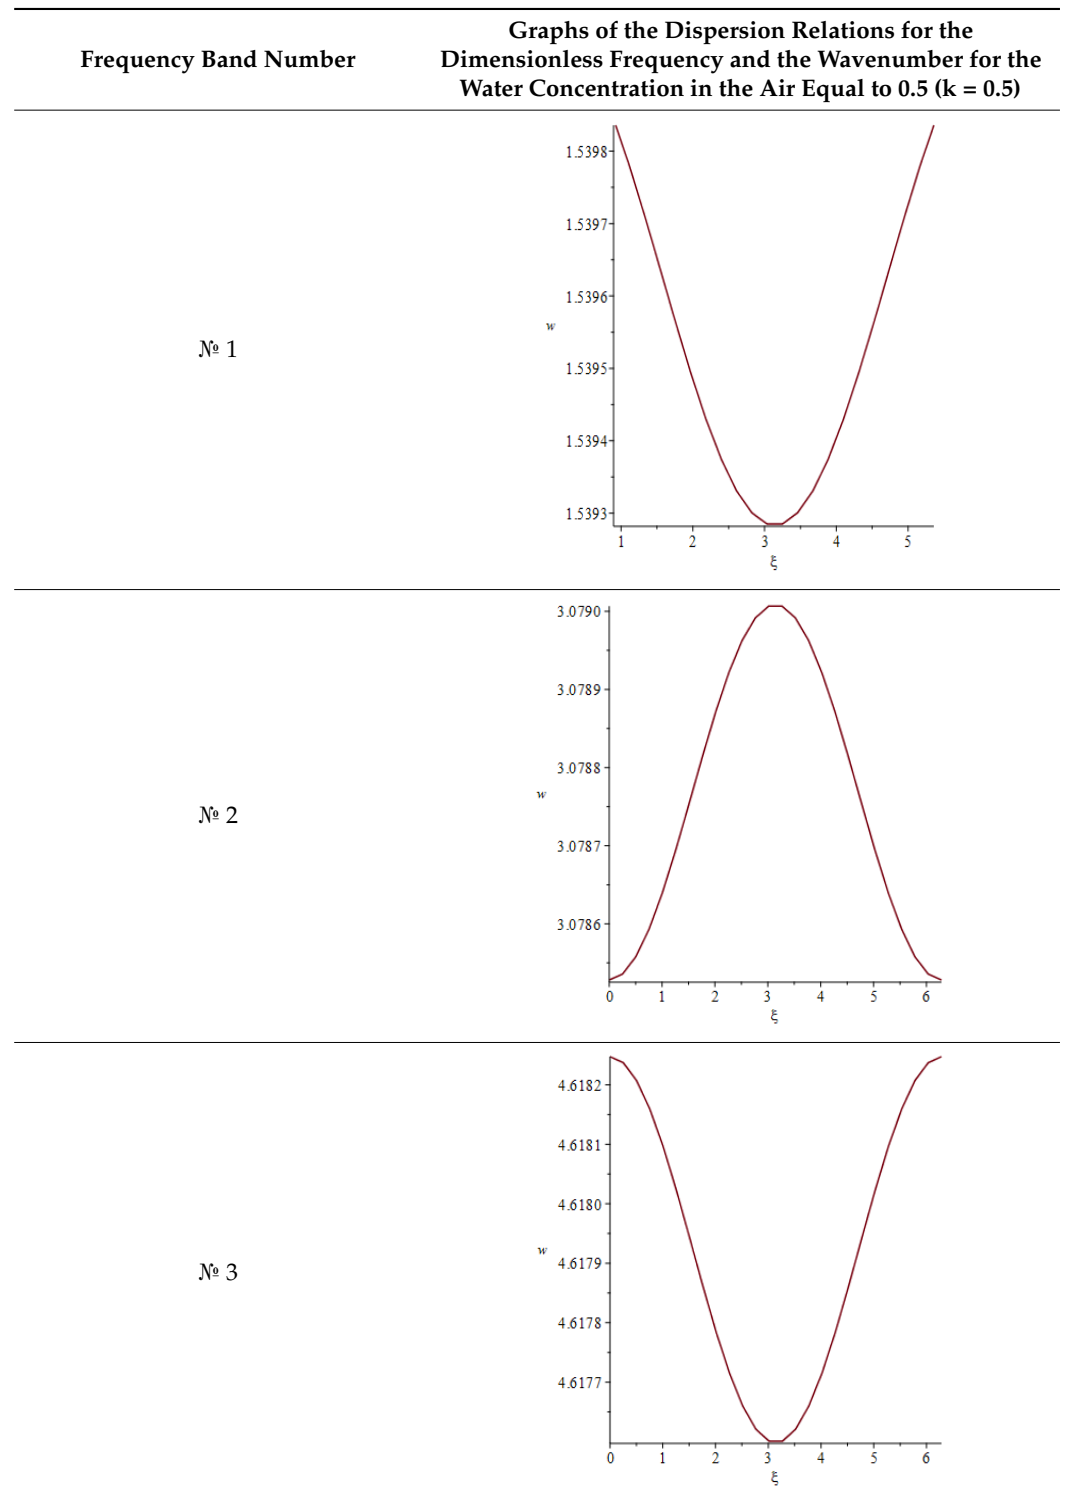 Frequency Band Number
Graphs of the Dispersion Relations for the
Dimensionless Frequency and the Wavenumber for the
Water Concentration in the Air Equal to 0.5 (k = 0.5)
№ 1
1.5398
1.5397
1.5396
w
1.5395
1.5394
1.5393
1 2 3 4 5
ξ
№ 2
3.0790
3.0789
3.0788
w
3.0787
3.0786
0 1 2 3 4 5 6
ξ
№ 3
4.6182
4.6181
4.6180
w
4.6179
4.6178
4.6177
0 1 2 3 4 5 6
ξ